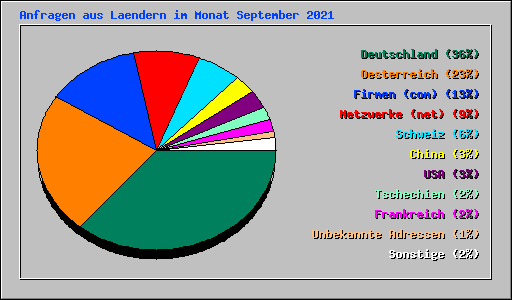 Anfragen aus Laendern im Monat September 2021
Deutschland (36%)
Oesterreich (23%)
Firmen (com) (13%)
Netzwerke (net) (9%)
Schweiz (6%)
China (3%)
USA (3%)
Tschechien (2%)
Frankreich (2%)
Unbekannte Adressen (1%)
Sonstige (2%)